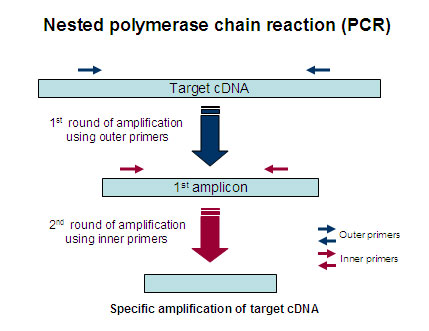 Nested polymerase chain reaction (PCR)
Target cDNA
1st round of amplification
using outer primers
1st amplicon
2nd round of amplification
using inner primers
Outer primers
Inner primers
Specific amplification of target cDNA